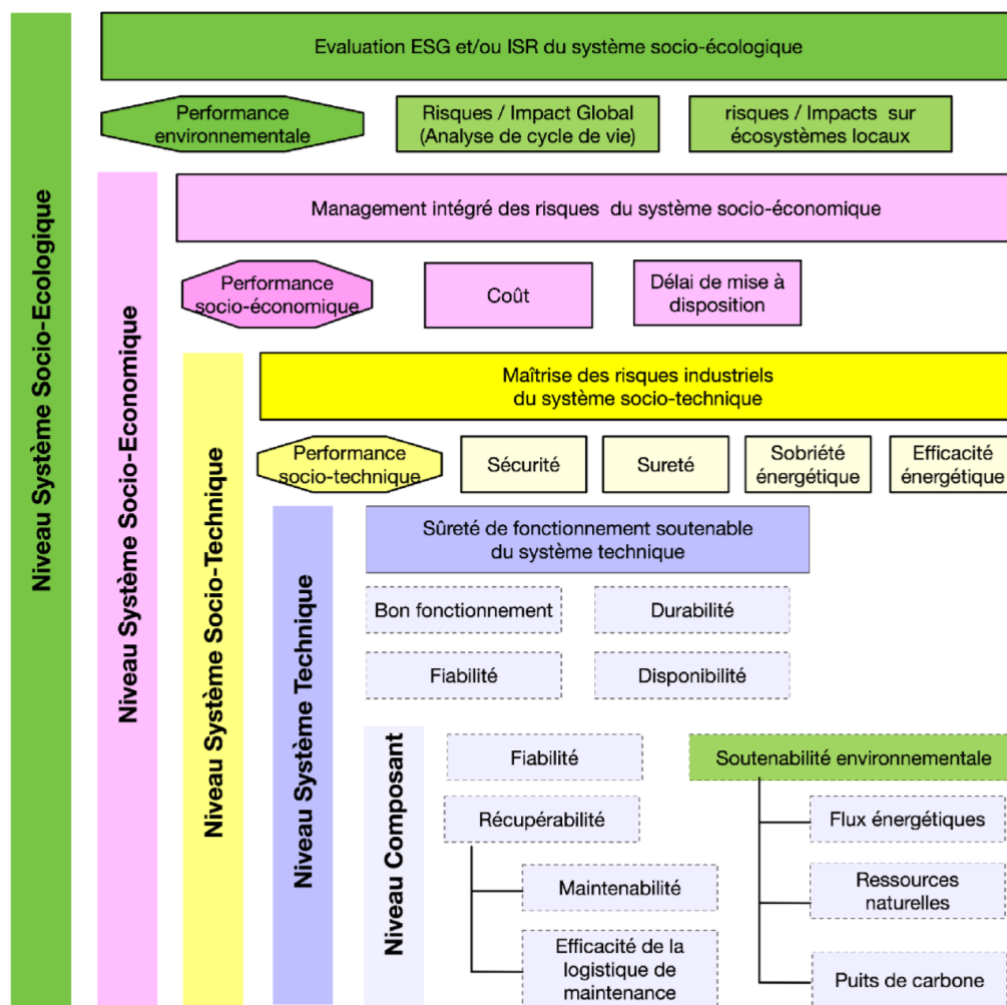 Evaluation ESG et/ou ISR du système socio-écologique
Performance
environnementale
Risques / Impact Global
(Analyse de cycle de vie)
risques / Impacts sur
écosystèmes locaux
Management intégré des risques du système socio-économique
Performance
socio-économique
Coût
Délai de mise à
disposition
Maîtrise des risques industriels
du système socio-technique
Performance
socio-technique
Sécurité
Sureté
Sobriété
énergétique
Efficacité
énergétique
Sûreté de fonctionnement soutenable
du système technique
Bon fonctionnement
Durabilité
Fiabilité
Disponibilité
Fiabilité
Soutenabilité environnementale
Récupérabilité
Flux énergétiques
Maintenabilité
Ressources
naturelles
Efficacité de la
logistique de
maintenance
Puits de carbone
Niveau Système Socio-Ecologique
Niveau Système Socio-Economique
Niveau Système Socio-Technique
Niveau Système Technique
Niveau Composant